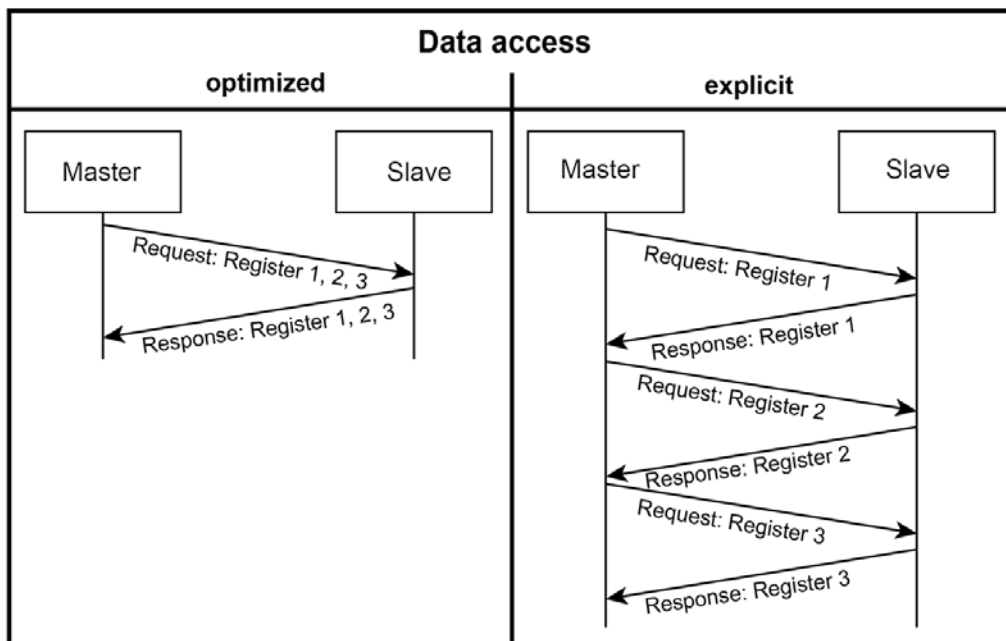 Data access
optimized
explicit
Master
Slave
Request: Register 1, 2, 3
Response: Register 1, 2, 3
Master
Slave
Request: Register 1
Response: Register 1
Request: Register 2
Response: Register 2
Request: Register 3
Response: Register 3